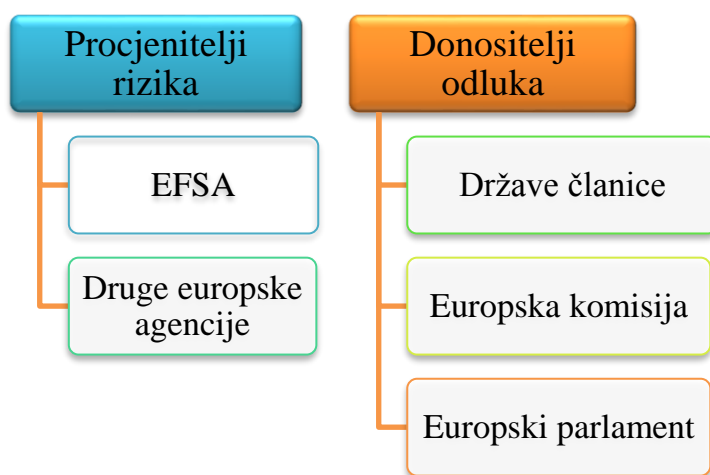 Procjenitelji
rizika
EFSA
Druge europske
agencije
Donositelji
odluka
Države članice
Europska komisija
Europski parlament